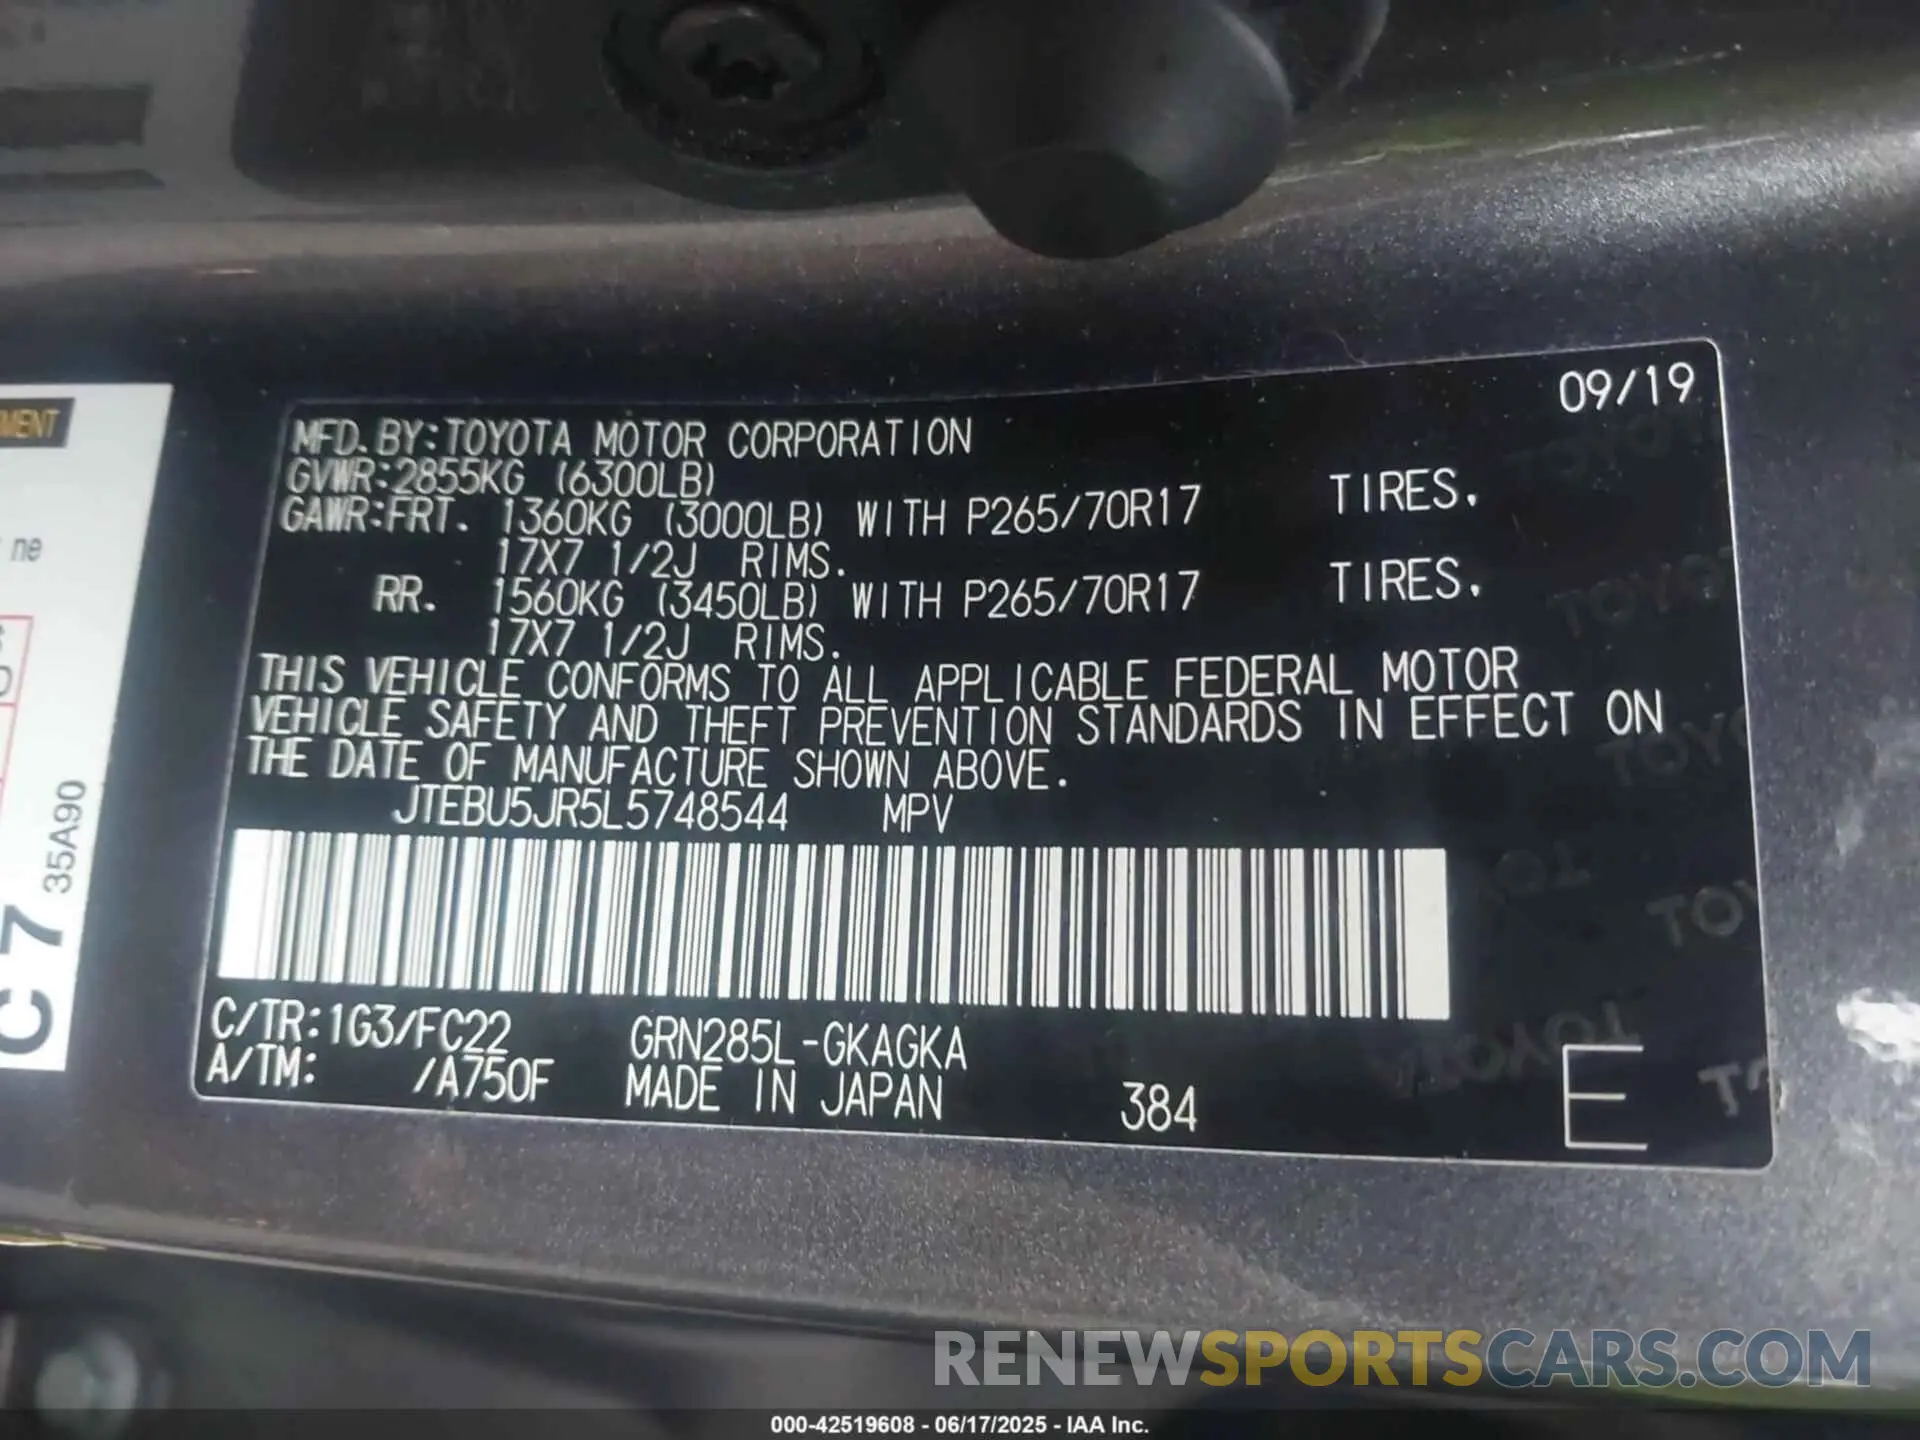 09/19
MFD. BY: TOYOTA MOTOR CORPORATION
GVWR: 2855KG (6300LB)
GAWR: FRT. 1360KG (3000LB) WITH P265/70R17 TIRES.
17X7 1/2J RIMS.
RR. 1560KG (3450LB) WITH P265/70R17 TIRES.
17X7 1/2J RIMS.
THIS VEHICLE CONFORMS TO ALL APPLICABLE FEDERAL MOTOR
VEHICLE SAFETY AND THEFT PREVENTION STANDARDS IN EFFECT ON
THE DATE OF MANUFACTURE SHOWN ABOVE.
JTEBU5JR5L5748544 MPV
C/TR: 1G3/FC22 GRN285L-GKAGKA
A/TM: /A750F MADE IN JAPAN 384 E
ne
C 7
35A90
RENEWSPORTSCARS.COM
000-42519608 - 06/17/2025 - IAA Inc.